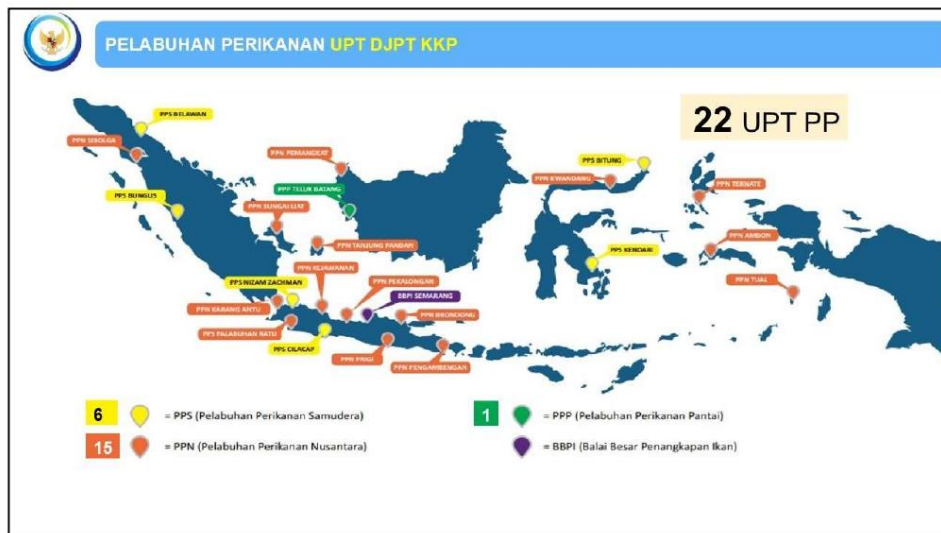 PELABUHAN PERIKANAN UPT DJPT KKP
22 UPT PP
PPS BELAWAN
PPN SIBOLGA
PPS BUNGUS
PPN PEMANGKAT
PPP TELUK BATANG
PPN SUNGAI LIAT
PPN TANJUNG PANDAN
PPS BITUNG
PPN KWANDANG
PPN TERNATE
PPN AMBON
PPS KENDARI
PPN TUAL
PPN KEJAWANAN
PPS NIZAM ZACHMAN
PPN PEKALONGAN
BBPI SEMARANG
PPN KARANG ANTU
PPN BRONDONG
PPS PALABUHAN RATU
PPS CILACAP
PPN PRIGI
PPN PENGAMBENGAN
6 = PPS (Pelabuhan Perikanan Samudera)
15 = PPN (Pelabuhan Perikanan Nusantara)
1 = PPP (Pelabuhan Perikanan Pantai)
= BBPI (Balai Besar Penangkapan Ikan)